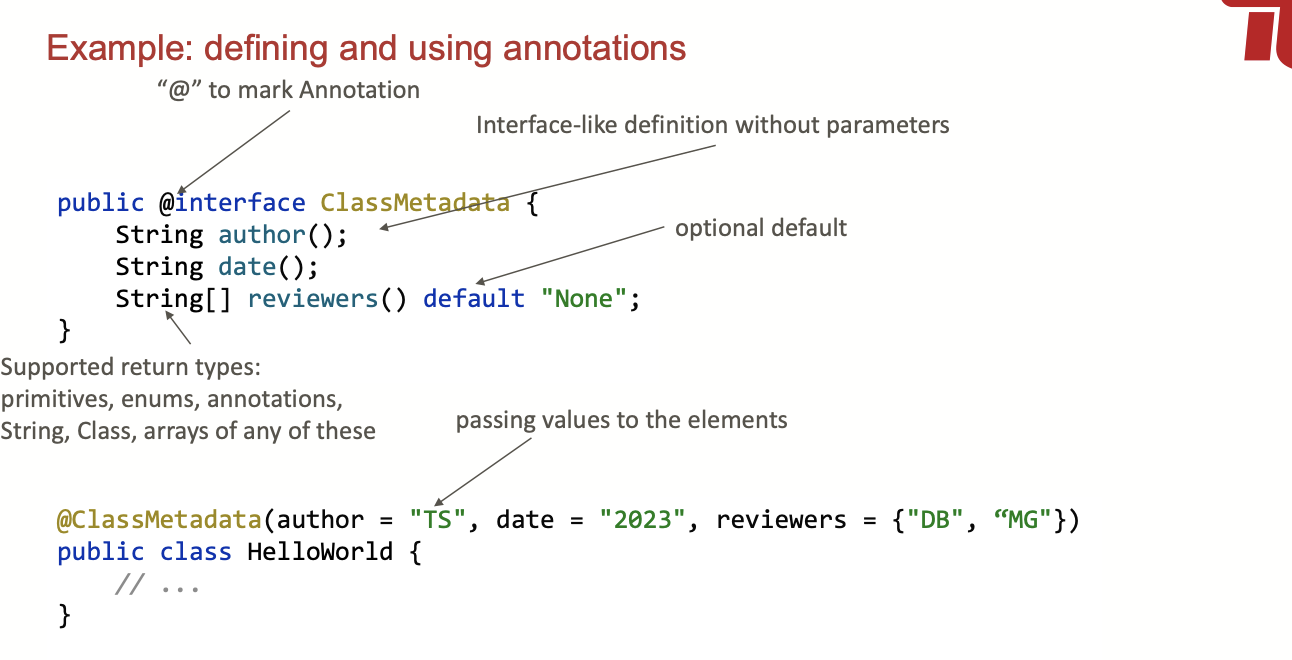 Example: defining and using annotations
“@” to mark Annotation
Interface-like definition without parameters
public @interface ClassMetadata {
String author();
optional default
String date();
String[] reviewers() default "None";
}
Supported return types:
primitives, enums, annotations,
String, Class, arrays of any of these
passing values to the elements
@ClassMetadata(author = "TS", date = "2023", reviewers = {"DB", “MG"})
public class HelloWorld {
// ...
}